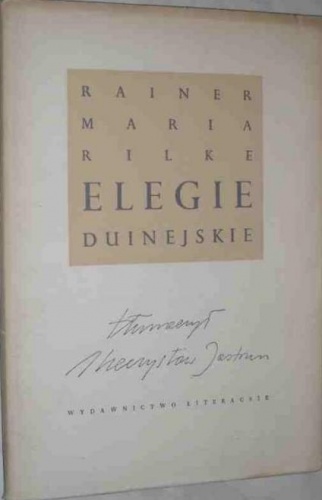 RAINER
MARIA
RILKE
ELEGIE
DUINEJSKIE
tłumaczył
Mieczysław Jastrun
WYDAWNICTWO LITERACKIE